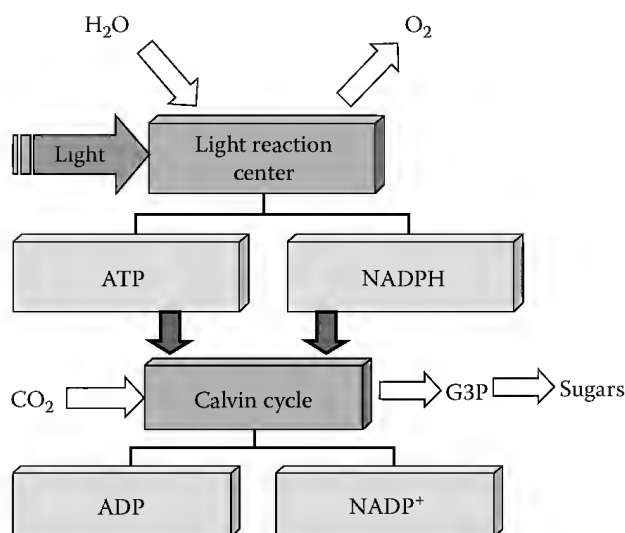 H₂O
O₂
Light
Light reaction
center
ATP
NADPH
CO₂
Calvin cycle
G3P
Sugars
ADP
NADP⁺